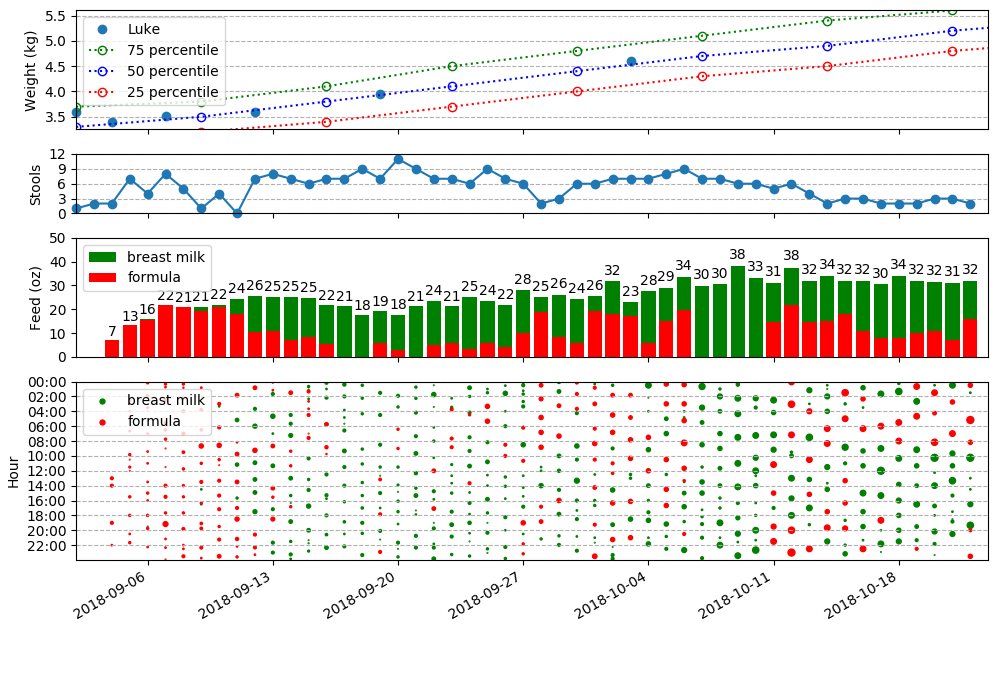 Weight (kg)
5.5
5.0
4.5
4.0
3.5
Luke
75 percentile
50 percentile
25 percentile
Stools
12
9
6
3
0
Feed (oz)
50
40
30
20
10
0
breast milk
formula
7 13 16 22 21 21 22 24 26 25 25 25 22 21 18 19 18 21 24 21 25 24 22 28 25 26 24 26 32 23 28 29 34 30 30 38 33 31 38 32 34 32 32 30 34 32 32 31 32
Hour
00:00
02:00
04:00
06:00
08:00
10:00
12:00
14:00
16:00
18:00
20:00
22:00
breast milk
formula
2018-09-06 2018-09-13 2018-09-20 2018-09-27 2018-10-04 2018-10-11 2018-10-18